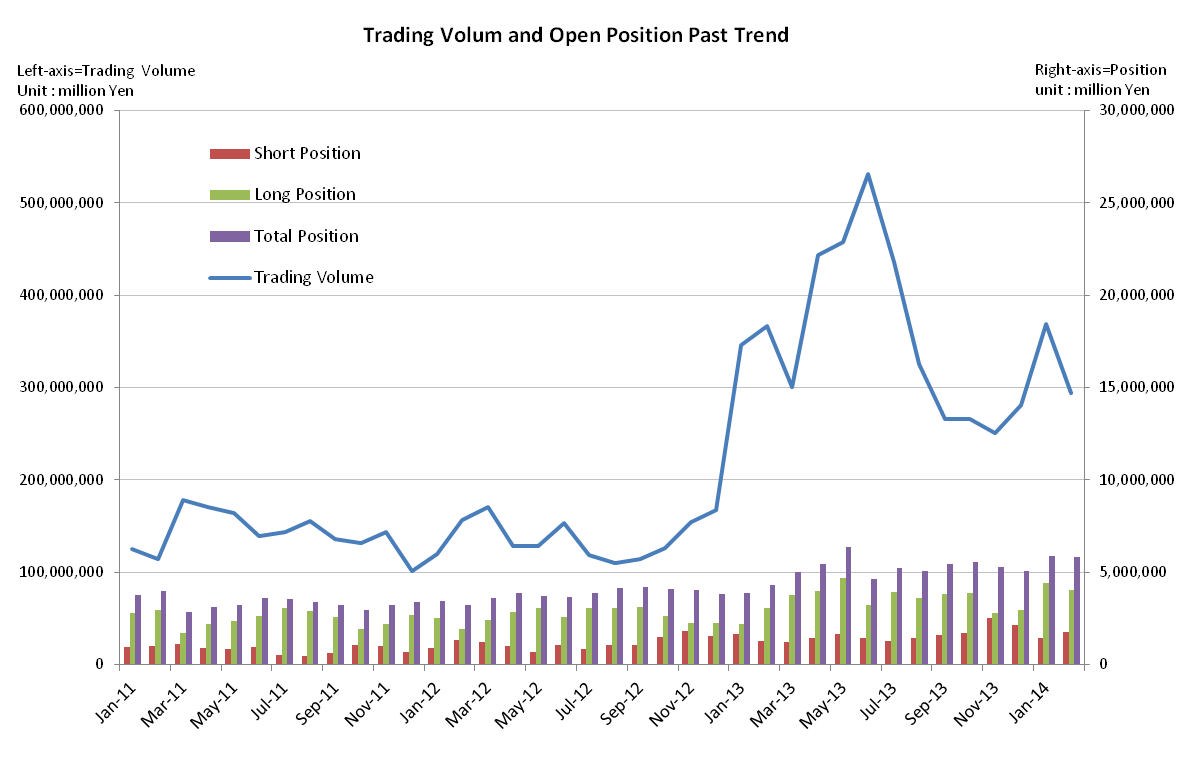 Trading Volum and Open Position Past Trend
Left-axis=Trading Volume
Unit : million Yen
Right-axis=Position
unit : million Yen
600,000,000
500,000,000
400,000,000
300,000,000
200,000,000
100,000,000
0
30,000,000
25,000,000
20,000,000
15,000,000
10,000,000
5,000,000
0
Short Position
Long Position
Total Position
Trading Volume
Jan-11
Mar-11
May-11
Jul-11
Sep-11
Nov-11
Jan-12
Mar-12
May-12
Jul-12
Sep-12
Nov-12
Jan-13
Mar-13
May-13
Jul-13
Sep-13
Nov-13
Jan-14